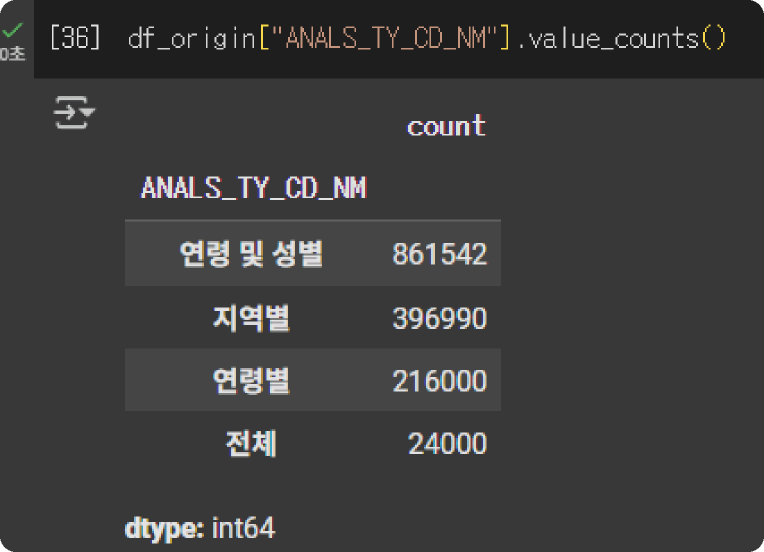 [36] df_origin["ANALS_TY_CD_NM"].value_counts()
0초
count
ANALS_TY_CD_NM
연령 및 성별 861542
지역별 396990
연령별 216000
전체 24000
dtype: int64